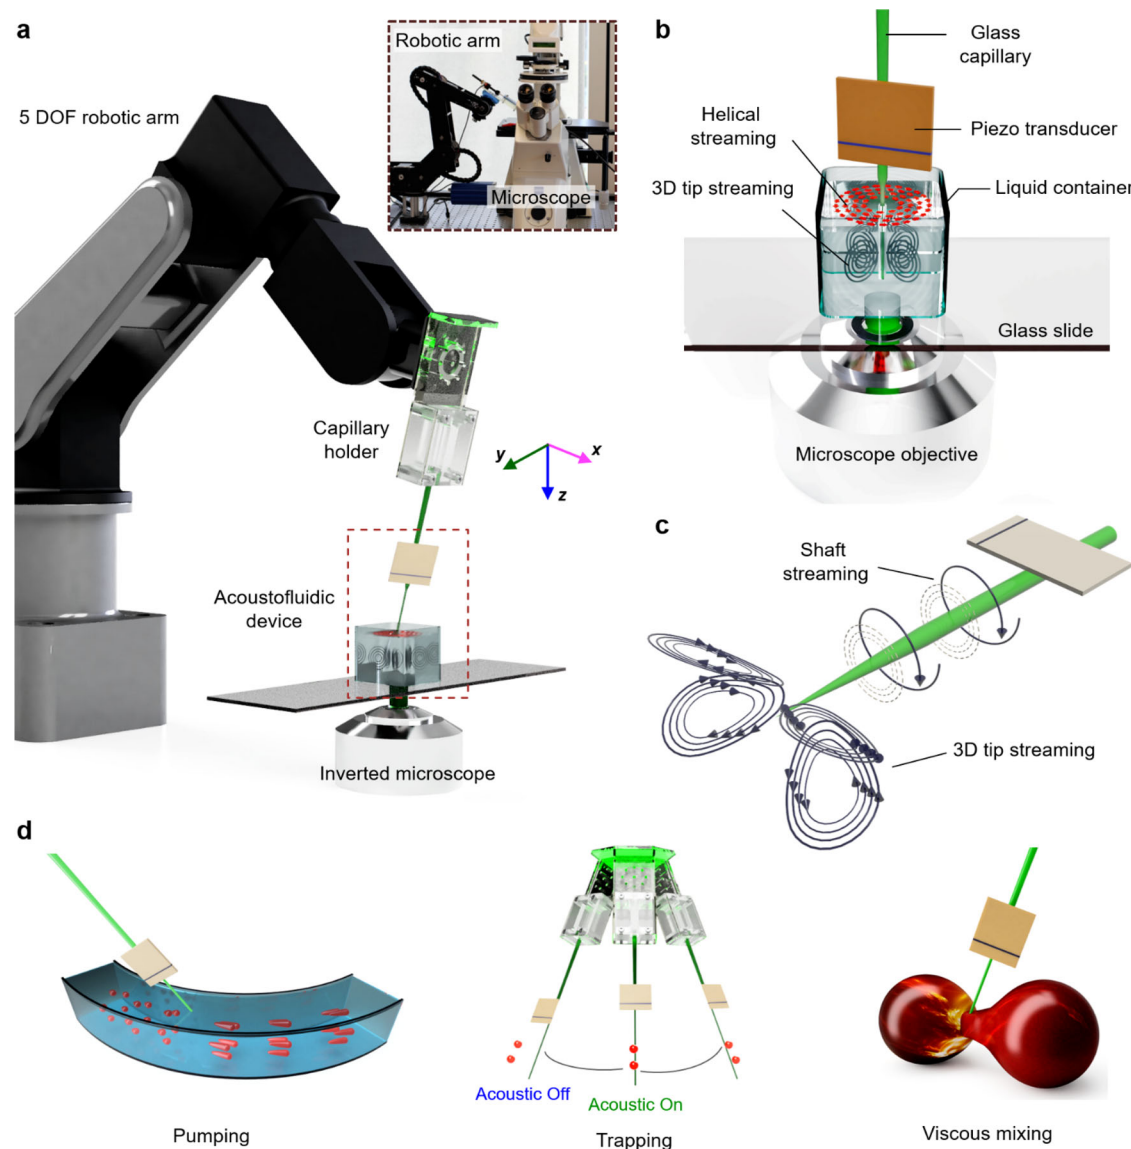 a
Robotic arm
Microscope
5 DOF robotic arm
Capillary
holder
y
x
z
Acoustofluidic
device
Inverted microscope
b
Glass
capillary
Helical
streaming
Piezo transducer
3D tip streaming
Liquid container
Glass slide
Microscope objective
c
Shaft
streaming
3D tip streaming
d
Pumping
Acoustic Off
Acoustic On
Trapping
Viscous mixing